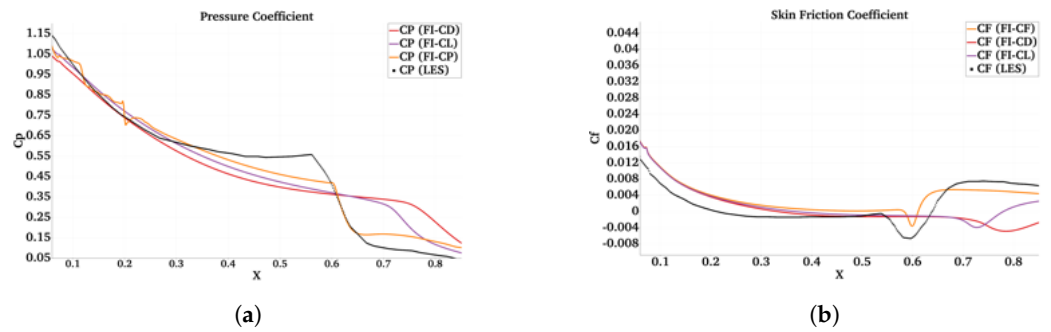 Pressure Coefficient
CP (FI-CD)
CP (FI-CL)
CP (FI-CP)
CP (LES)
1.15
1.05
0.95
0.85
0.75
0.65
0.55
0.45
0.35
0.25
0.15
0.05
Cp
0.1 0.2 0.3 0.4 0.5 0.6 0.7 0.8
X
(a)
Skin Friction Coefficient
CF (FI-CF)
CF (FI-CD)
CF (FI-CL)
CF (LES)
0.044
0.04
0.036
0.032
0.028
0.024
0.020
0.016
0.012
0.008
0.004
0
-0.004
-0.008
Cf
0.1 0.2 0.3 0.4 0.5 0.6 0.7 0.8
X
(b)